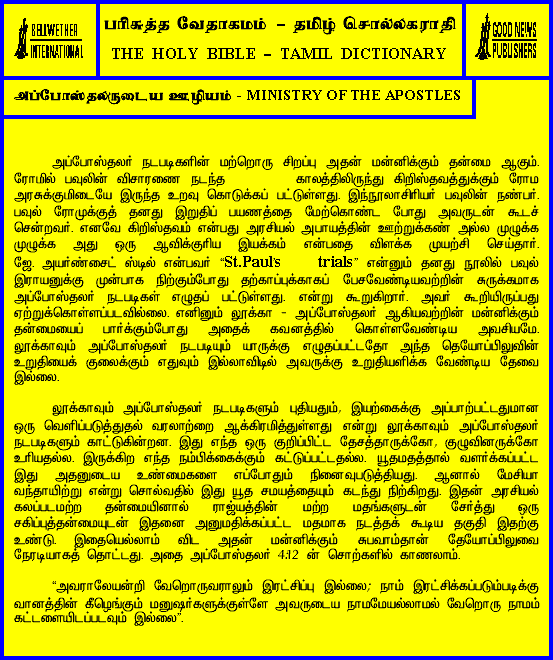 BELLWETHER
INTERNATIONAL
பரிசுத்த வேதாகமம் – தமிழ் சொல்லகராதி
THE HOLY BIBLE – TAMIL DICTIONARY
GOOD NEWS
PUBLISHERS
அப்போஸ்தலருடைய ஊழியம் - MINISTRY OF THE APOSTLES
அப்போஸ்தலர் நடபடிகளின் மற்றொரு சிறப்பு அதன் மன்னிக்கும் தன்மை ஆகும்.
ரோமில் பவுலின் விசாரணை நடந்த காலத்திலிருந்து கிறிஸ்தவத்துக்கும் ரோம
அரசுக்குமிடையே இருந்த உறவு கொடுக்கப் பட்டுள்ளது. இந்நூலாசிரியர் பவுலின் நண்பர்.
பவுல் ரோமுக்குத் தனது இறுதிப் பயணத்தை மேற்கொண்ட போது அவருடன் கூடச்
சென்றவர். எனவே கிறிஸ்தவம் என்பது அரசியல் அபாயத்தின் ஊற்றுக்கண் அல்ல முழுக்க
முழுக்க அது ஒரு ஆவிக்குரிய இயக்கம் என்பதை விளக்க முயற்சி செய்தார்.
ஜே. அயர்ண்சைட் ஸ்டில் என்பவர் “St.Paul's trials” என்னும் தனது நூலில் பவுல்
இராயனுக்கு முன்பாக நிற்கும்போது தற்காப்புக்காகப் பேசவேண்டியவற்றின் சுருக்கமாக
அப்போஸ்தலர் நடபடிகள் எழுதப் பட்டுள்ளது. என்று கூறுகிறார். அவர் கூறியிருப்பது
ஏற்றுக்கொள்ளப்படவில்லை. எனினும் லூக்கா - அப்போஸ்தலர் ஆகியவற்றின் மன்னிக்கும்
தன்மையைப் பார்க்கும்போது அதைக் கவனத்தில் கொள்ளவேண்டிய அவசியமே.
லூக்காவும் அப்போஸ்தலர் நடபடியும் யாருக்கு எழுதப்பட்டதோ அந்த தெயோப்பிலுவின்
உறுதியைக் குலைக்கும் எதுவும் இல்லாவிடில் அவருக்கு உறுதியளிக்க வேண்டிய தேவை
இல்லை.
லூக்காவும் அப்போஸ்தலர் நடபடிகளும் புதியதும், இயற்கைக்கு அப்பாற்பட்டதுமான
ஒரு வெளிப்படுத்துதல் வரலாற்றை ஆக்கிரமித்துள்ளது என்று லூக்காவும் அப்போஸ்தலர்
நடபடிகளும் காட்டுகின்றன. இது எந்த ஒரு குறிப்பிட்ட தேசத்தாருக்கோ, குழுவினருக்கோ
உரியதல்ல. இருக்கிற எந்த நம்பிக்கைக்கும் கட்டுப்பட்டதல்ல. யூதமதத்தால் வளர்க்கப்பட்ட
இது அதனுடைய உண்மைகளை எப்போதும் நினைவுபடுத்தியது. ஆனால் மேசியா
வந்தாயிற்று என்று சொல்வதில் இது யூத சமயத்தையும் கடந்து நிற்கிறது. இதன் அரசியல்
கலப்படமற்ற தன்மையினால் ராஜ்யத்தின் மற்ற மதங்களுடன் சேர்த்து ஒரு
சகிப்புத்தன்மையுடன் இதனை அனுமதிக்கப்பட்ட மதமாக நடத்தக் கூடிய தகுதி இதற்கு
உண்டு. இதையெல்லாம் விட அதன் மன்னிக்கும் சுபவாம்தான் தேயோப்பிலுவை
நேரடியாகத் தொட்டது. அதை அப்போஸ்தலர் 4:12 ன் சொற்களில் காணலாம்.
“அவராலேயன்றி வேறொருவராலும் இரட்சிப்பு இல்லை; நாம் இரட்சிக்கப்படும்படிக்கு
வானத்தின் கீழெங்கும் மனுஷர்களுக்குள்ளே அவருடைய நாமமேயல்லாமல் வேறொரு நாமம்
கட்டளையிடப்படவும் இல்லை”.